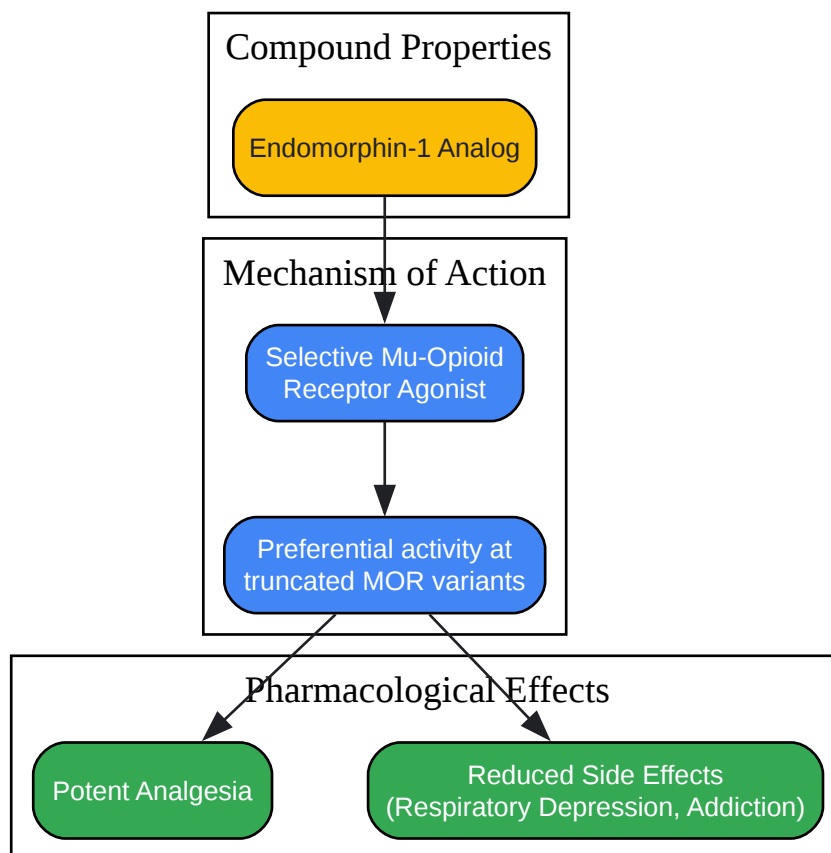 Compound Properties
Endomorphin-1 Analog
Mechanism of Action
Selective Mu-Opioid
Receptor Agonist
Preferential activity at
truncated MOR variants
Pharmacological Effects
Potent Analgesia
Reduced Side Effects
(Respiratory Depression, Addiction)